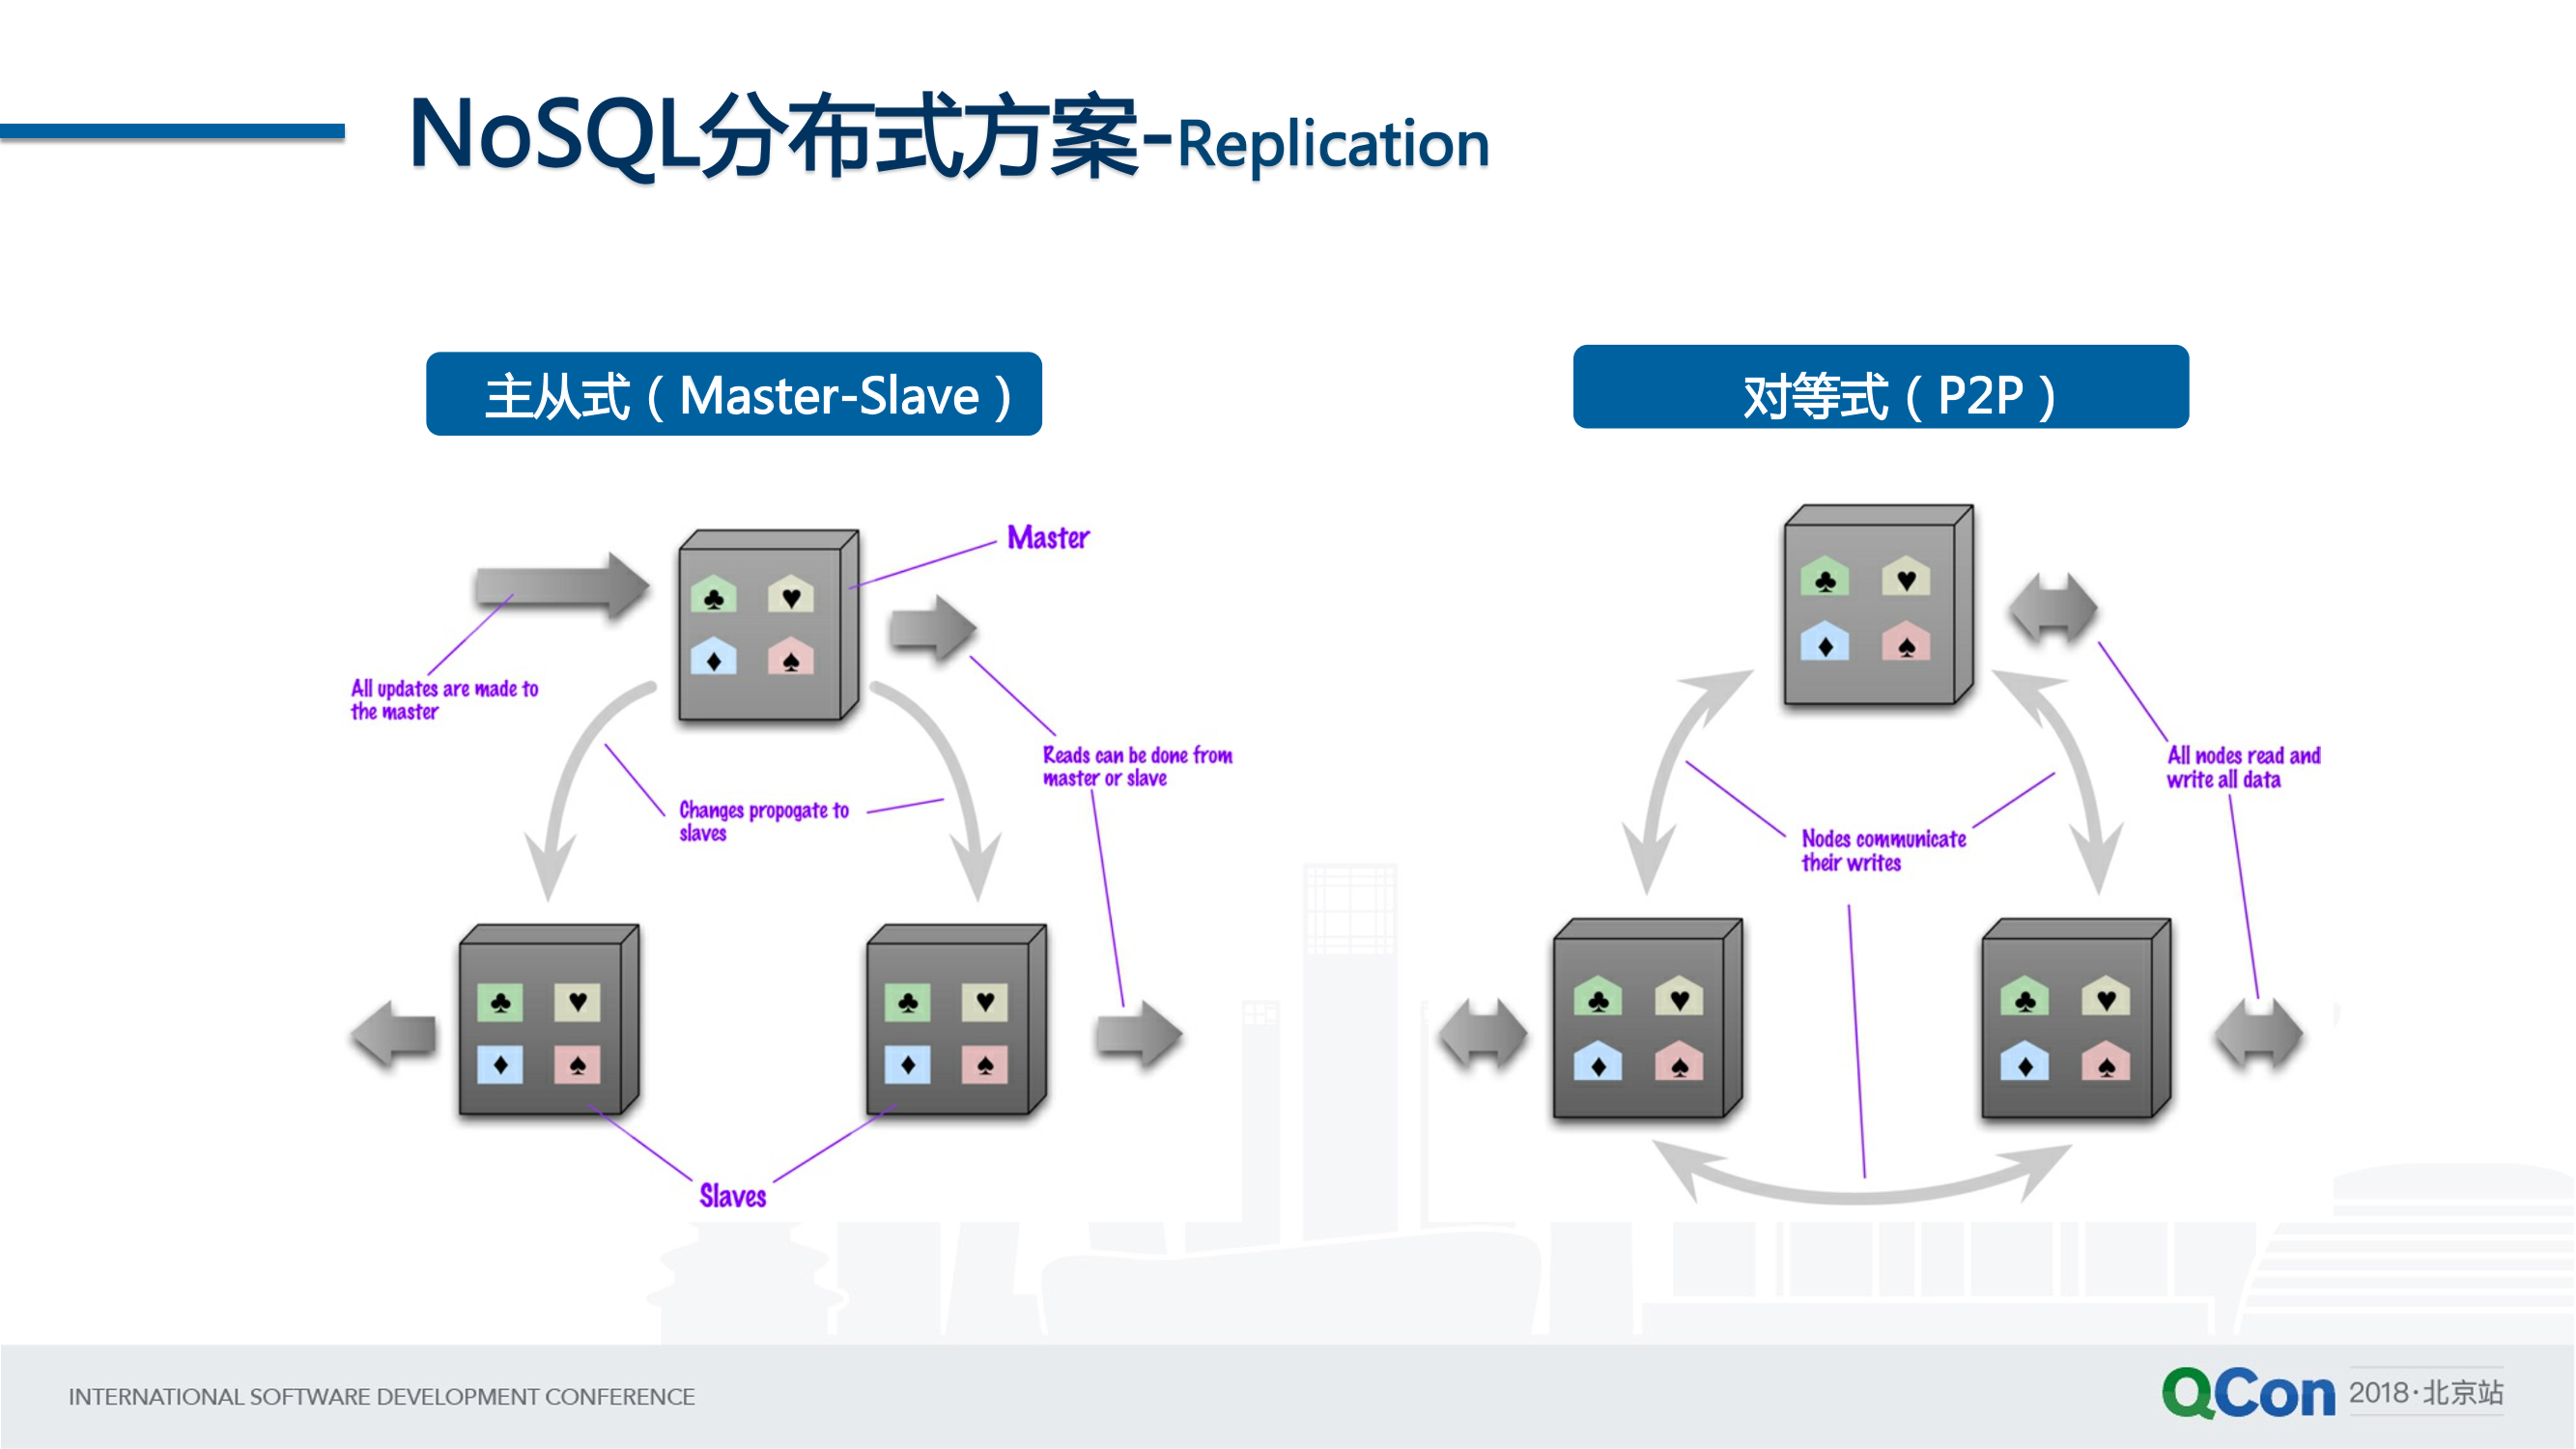 NoSQL分布式方案-Replication
主从式（Master-Slave）
Master
All updates are made to
the master
Reads can be done from
master or slave
Changes propogate to
slaves
Slaves
对等式（P2P）
All nodes read and
write all data
Nodes communicate
their writes
INTERNATIONAL SOFTWARE DEVELOPMENT CONFERENCE
QCon 2018·北京站